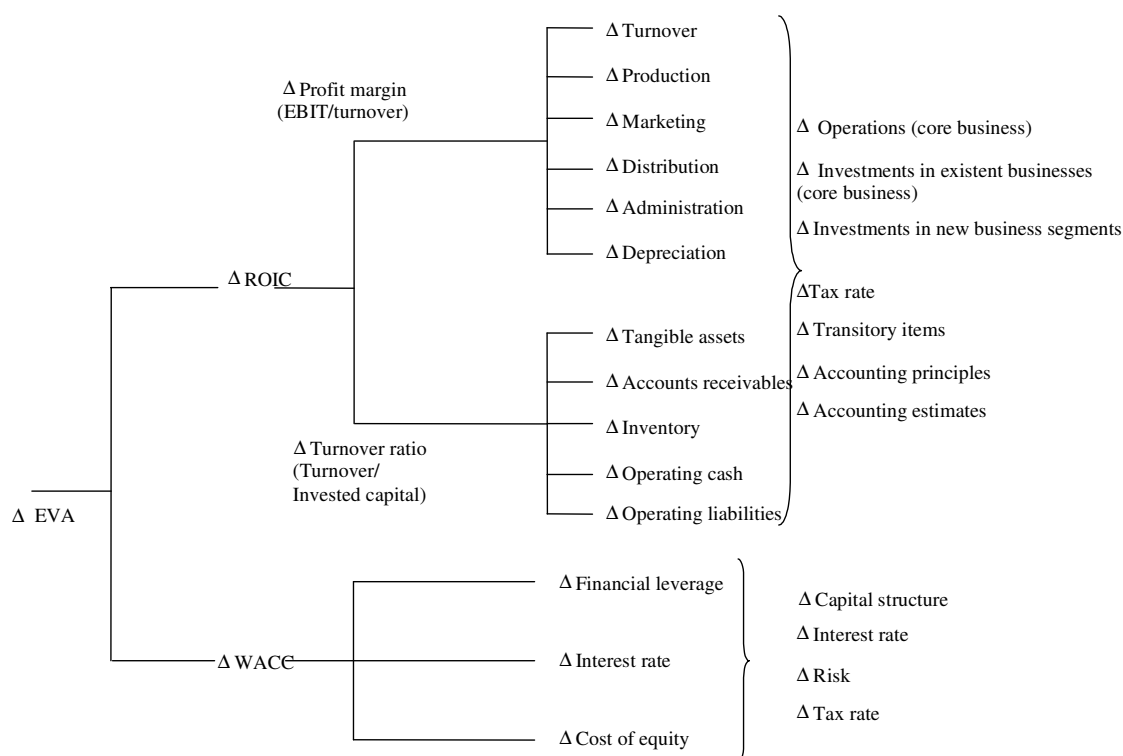 Δ Turnover
Δ Production
Δ Profit margin
(EBIT/turnover)
Δ Marketing
Δ Distribution
Δ Administration
Δ Depreciation
Δ Operations (core business)
Δ Investments in existent businesses
(core business)
Δ Investments in new business segments
Δ ROIC
ΔTax rate
Δ Transitory items
Δ Accounting principles
Δ Accounting estimates
Δ Tangible assets
Δ Accounts receivables
Δ Inventory
Δ Operating cash
Δ Operating liabilities
Δ Turnover ratio
(Turnover/
Invested capital)
Δ EVA
Δ Financial leverage
Δ WACC
Δ Interest rate
Δ Cost of equity
Δ Capital structure
Δ Interest rate
Δ Risk
Δ Tax rate